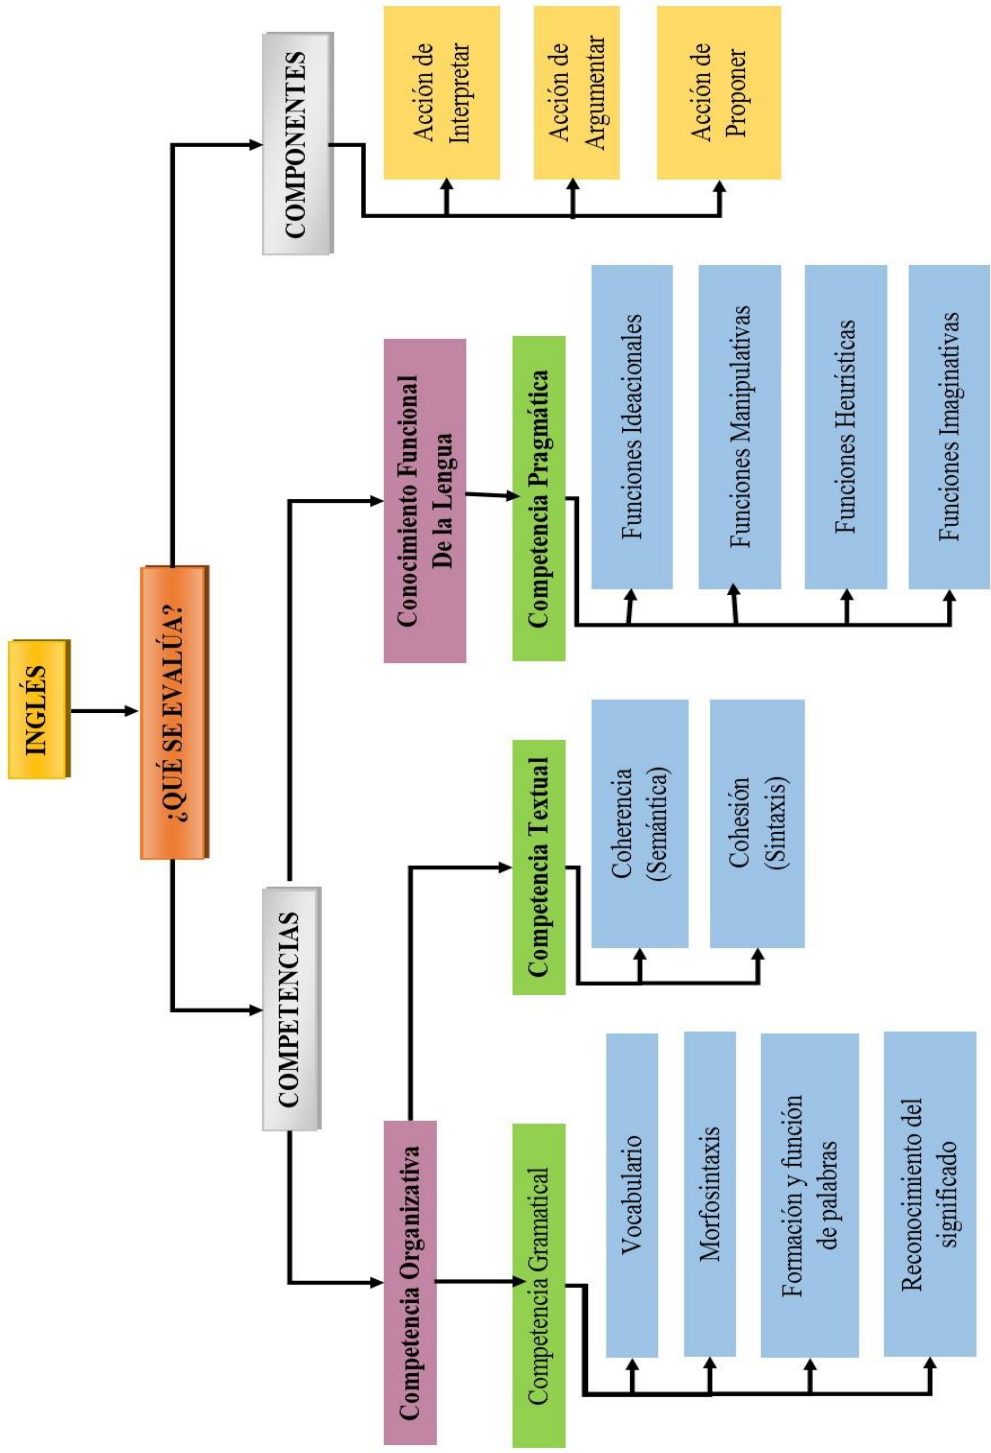 INGLÉS
¿QUÉ SE EVALÚA?
COMPETENCIAS
COMPONENTES
Competencia Organizativa
Conocimiento Funcional
De la Lengua
Acción de
Interpretar
Acción de
Argumentar
Acción de
Proponer
Competencia Gramatical
Competencia Textual
Competencia Pragmática
Vocabulario
Morfosintaxis
Formación y función
de palabras
Reconocimiento del
significado
Coherencia
(Semántica)
Cohesión
(Sintaxis)
Funciones Ideacionales
Funciones Manipulativas
Funciones Heurísticas
Funciones Imaginativas